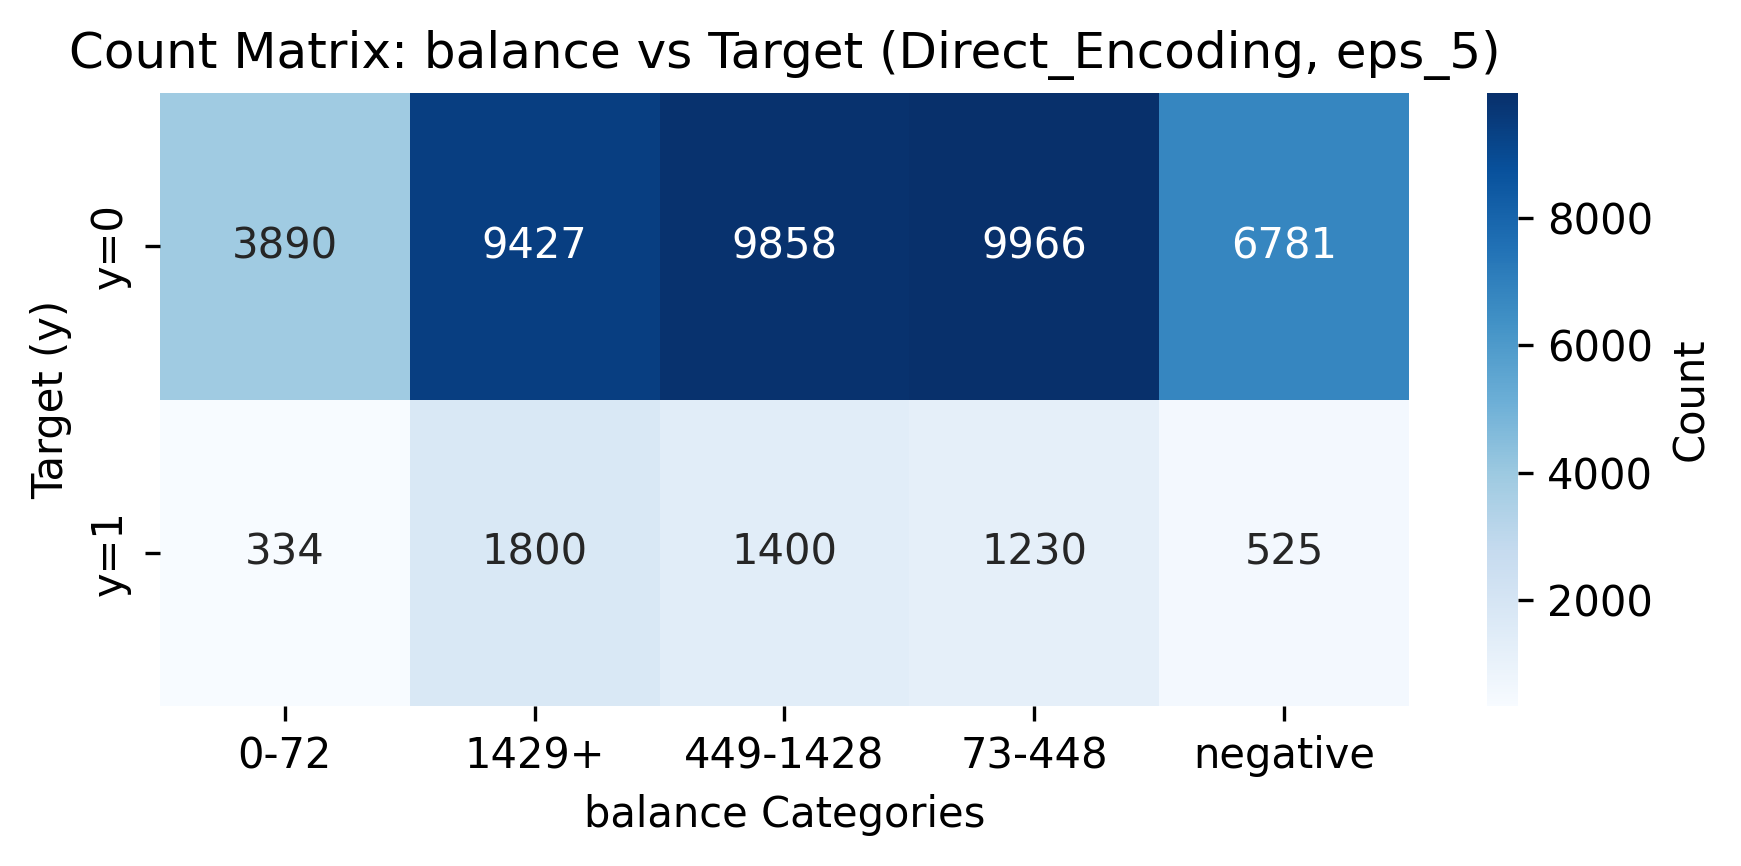 Count Matrix: balance vs Target (Direct_Encoding, eps_5)
Target (y)
y=0
3890 9427 9858 9966 6781
y=1
334 1800 1400 1230 525
0-72 1429+ 449-1428 73-448 negative
balance Categories
8000
6000
4000
2000
Count